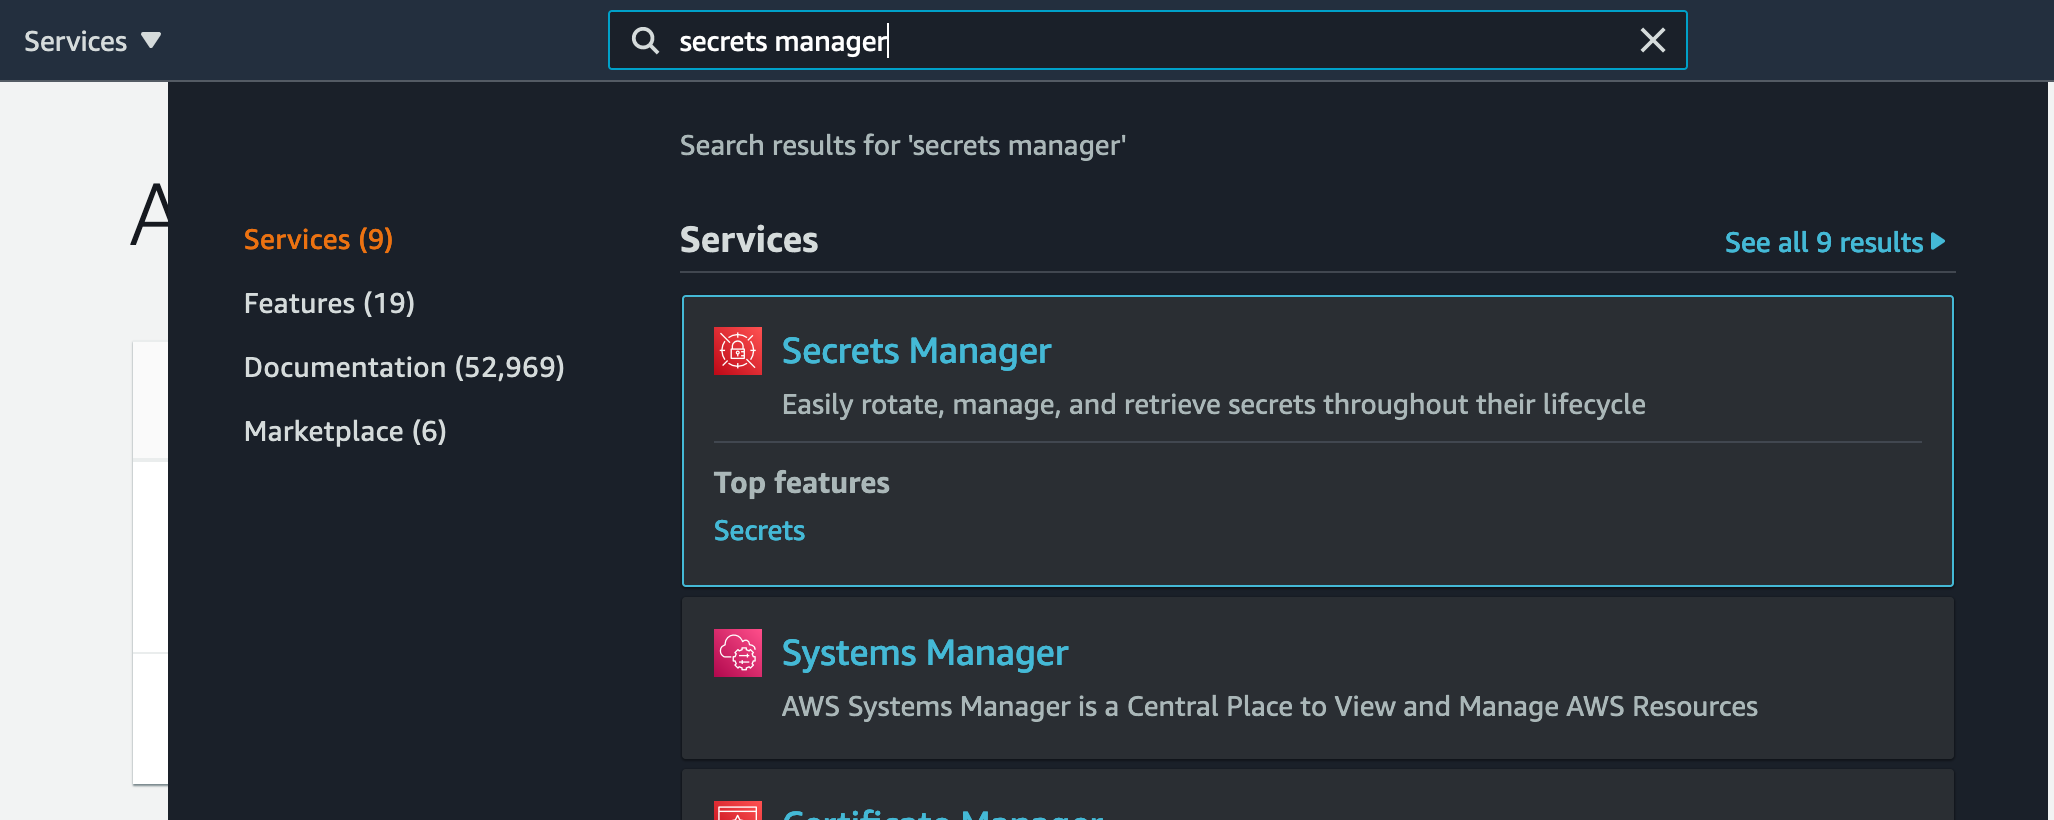 Services
secrets manager
Search results for 'secrets manager'
A
Services (9)
Features (19)
Documentation (52,969)
Marketplace (6)
Services
See all 9 results
Secrets Manager
Easily rotate, manage, and retrieve secrets throughout their lifecycle
Top features
Secrets
Systems Manager
AWS Systems Manager is a Central Place to View and Manage AWS Resources
Certificate Manager